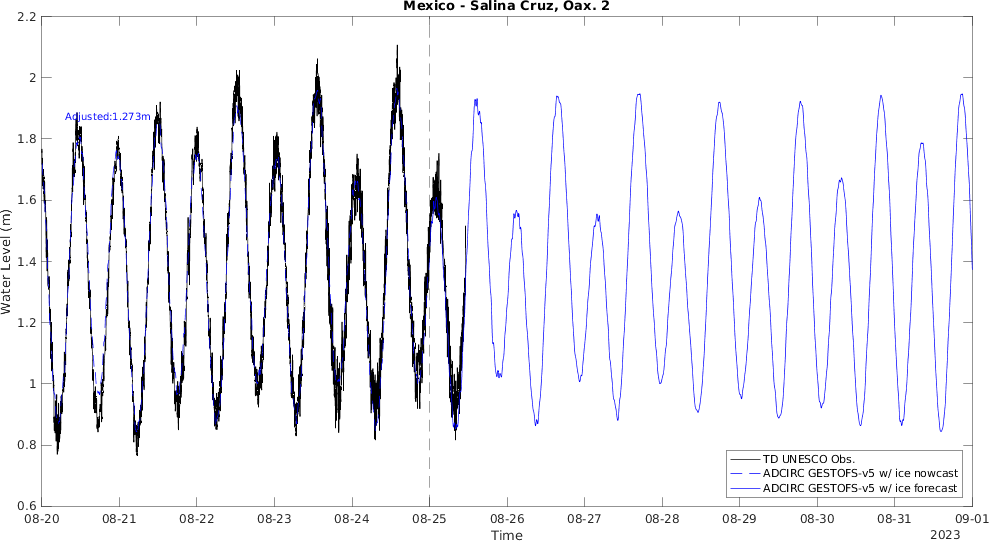 Mexico - Salina Cruz, Oax. 2
2.2
2
1.8
1.6
1.4
1.2
1
0.8
0.6
Water Level (m)
Adjusted:1.273m
TD UNESCO Obs.
ADCIRC GESTOFS-v5 w/ ice nowcast
ADCIRC GESTOFS-v5 w/ ice forecast
08-20 08-21 08-22 08-23 08-24 08-25 08-26 08-27 08-28 08-29 08-30 08-31 09-01
Time
2023